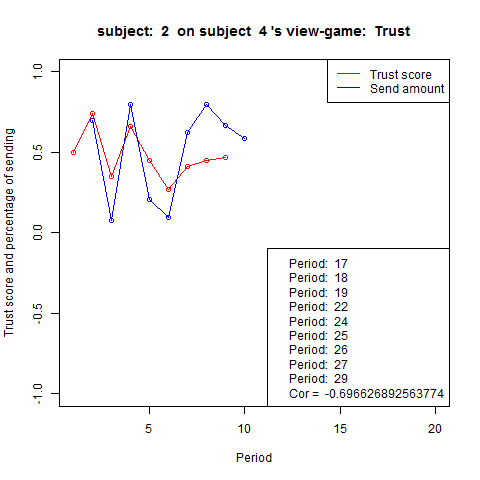 subject: 2 on subject 4 's view-game: Trust
Trust score and percentage of sending
1.0
0.5
0.0
-0.5
-1.0
Trust score
Send amount
Period: 17
Period: 18
Period: 19
Period: 22
Period: 24
Period: 25
Period: 26
Period: 27
Period: 29
Cor = -0.696626892563774
5 10 15 20
Period